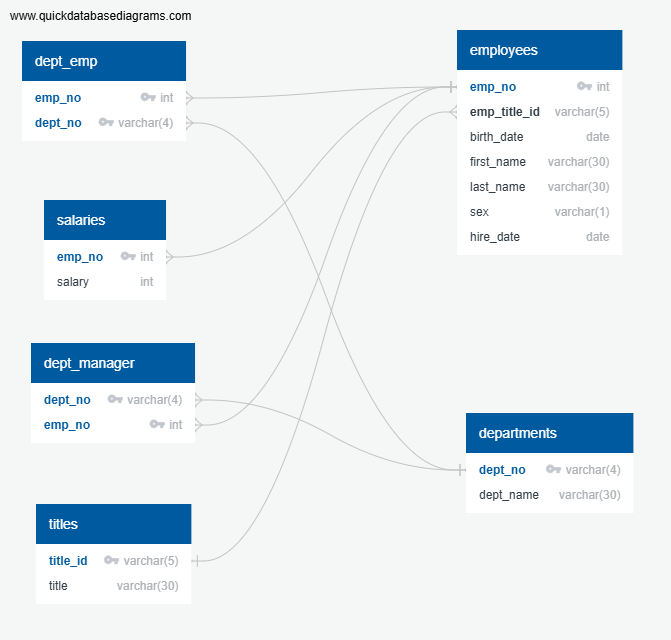 www.quickdatabasediagrams.com
dept_emp
emp_no int
dept_no varchar(4)
employees
emp_no int
emp_title_id varchar(5)
birth_date date
first_name varchar(30)
last_name varchar(30)
sex varchar(1)
hire_date date
salaries
emp_no int
salary int
dept_manager
dept_no varchar(4)
emp_no int
departments
dept_no varchar(4)
dept_name varchar(30)
titles
title_id varchar(5)
title varchar(30)